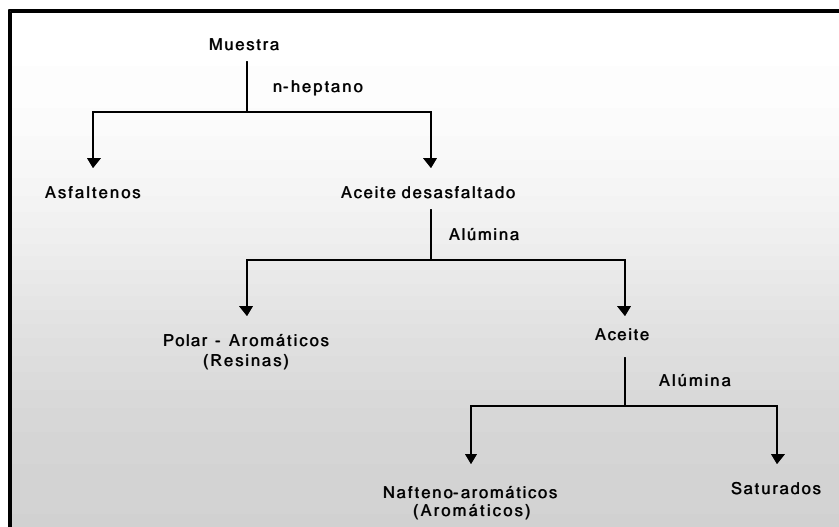 Muestra
n-heptano
Asfaltenos
Aceite desasfaltado
Alúmina
Polar - Aromáticos
(Resinas)
Aceite
Alúmina
Nafteno-aromáticos
(Aromáticos)
Saturados